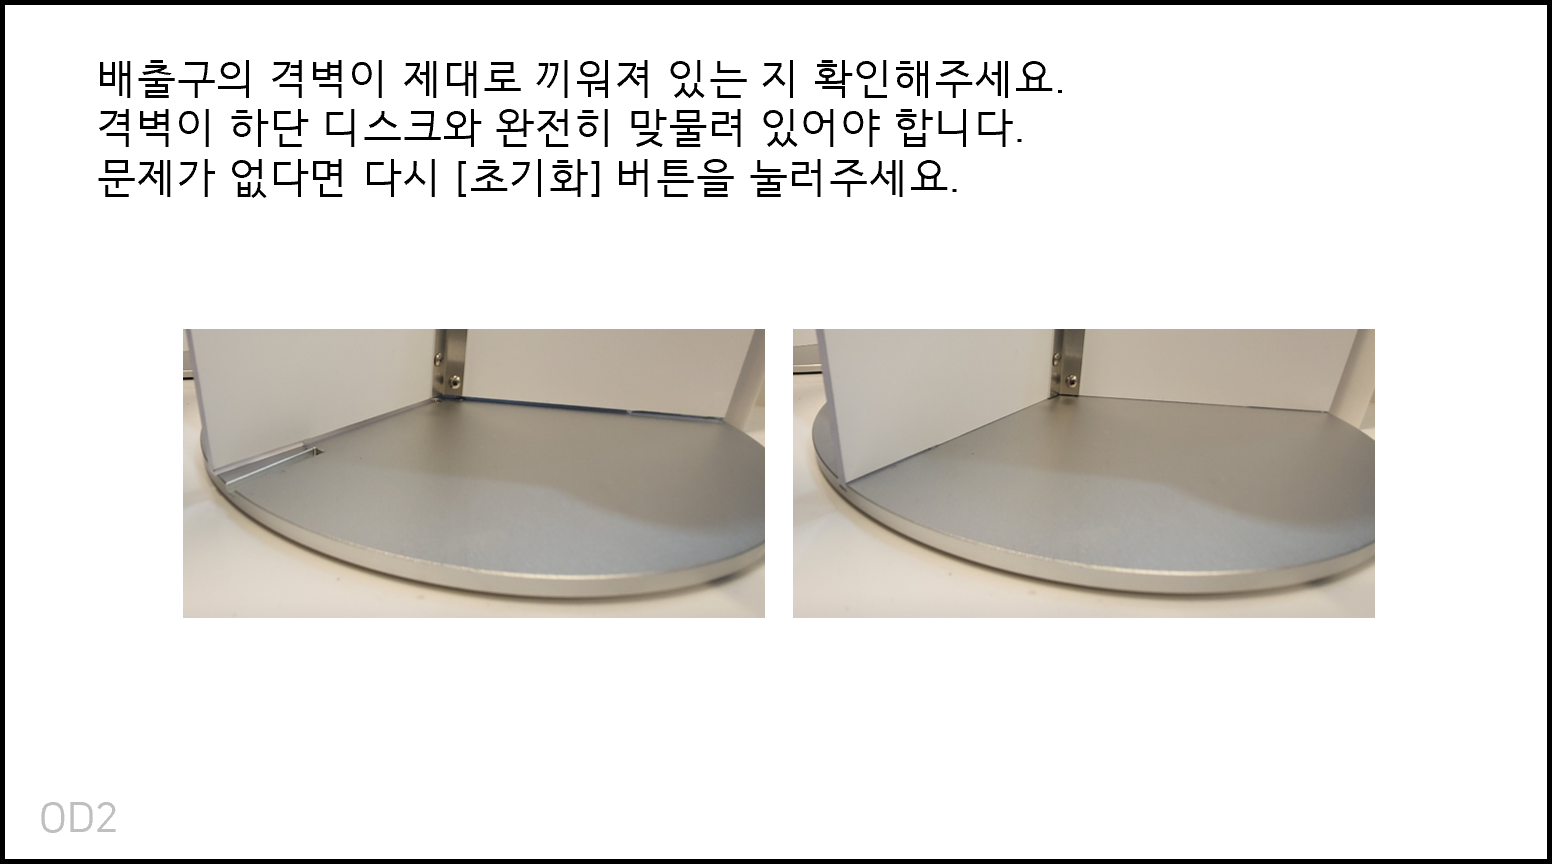 배출구의 격벽이 제대로 끼워져 있는 지 확인해주세요.
격벽이 하단 디스크와 완전히 맞물려 있어야 합니다.
문제가 없다면 다시 [초기화] 버튼을 눌러주세요.
OD2